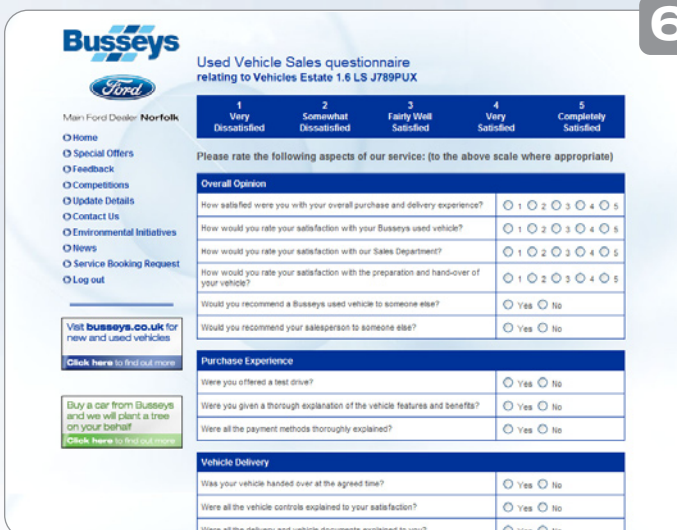 6
Busseys
Ford
Main Ford Dealer Norfolk
Home
Special Offers
Feedback
Competitions
Update Details
Contact Us
Environmental Initiatives
News
Service Booking Request
Log out
Visit busseys.co.uk for
new and used vehicles
Click here to find out more
Buy a car from Busseys
and we will plant a tree
on your behalf
Click here to find out more
Used Vehicle Sales questionnaire
relating to Vehicles Estate 1.6 LS J789PUX
1 2 3 4 5
Very Somewhat Fairly Well Very Completely
Dissatisfied Dissatisfied Satisfied Satisfied Satisfied
Please rate the following aspects of our service: (to the above scale where appropriate)
Overall Opinion
How satisfied were you with your overall purchase and delivery experience? 1 2 3 4 5
How would you rate your satisfaction with your Busseys used vehicle? 1 2 3 4 5
How would you rate your satisfaction with our Sales Department? 1 2 3 4 5
How would you rate your satisfaction with the preparation and hand-over of
your vehicle? 1 2 3 4 5
Would you recommend a Busseys used vehicle to someone else? Yes No
Would you recommend your salesperson to someone else? Yes No
Purchase Experience
Were you offered a test drive? Yes No
Were you given a thorough explanation of the vehicle features and benefits? Yes No
Were all the payment methods thoroughly explained? Yes No
Vehicle Delivery
Was your vehicle handed over at the agreed time? Yes No
Were all the vehicle controls explained to your satisfaction? Yes No
Were all the delivery and vehicle documents explained to you? Yes No